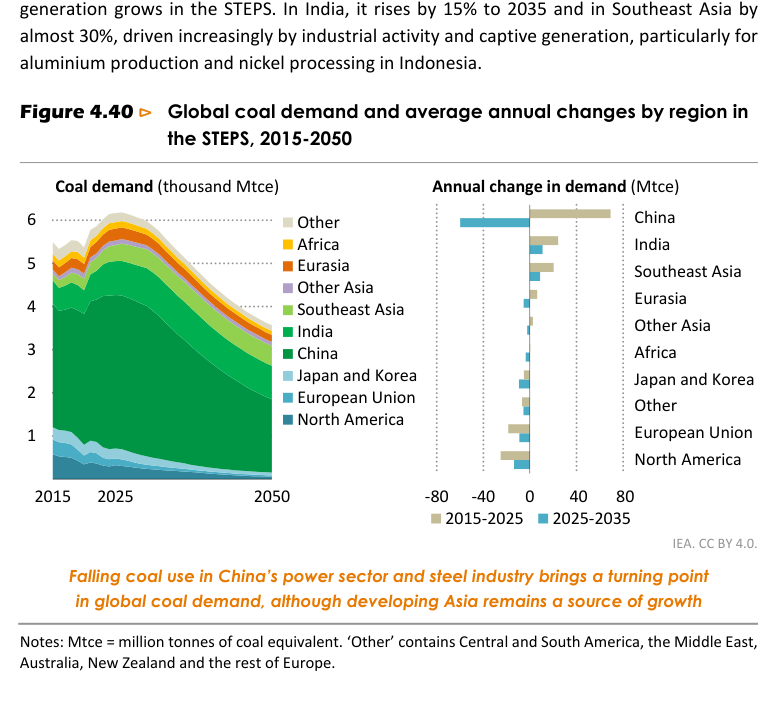 generation grows in the STEPS. In India, it rises by 15% to 2035 and in Southeast Asia by
almost 30%, driven increasingly by industrial activity and captive generation, particularly for
aluminium production and nickel processing in Indonesia.
Figure 4.40 ▻ Global coal demand and average annual changes by region in
the STEPS, 2015-2050
Coal demand (thousand Mtce)
6
5
4
3
2
1
2015 2025 2050
Other
Africa
Eurasia
Other Asia
Southeast Asia
India
China
Japan and Korea
European Union
North America
Annual change in demand (Mtce)
China
India
Southeast Asia
Eurasia
Other Asia
Africa
Japan and Korea
Other
European Union
North America
-80 -40 0 40 80
2015-2025 2025-2035
IEA. CC BY 4.0.
Falling coal use in China’s power sector and steel industry brings a turning point
in global coal demand, although developing Asia remains a source of growth
Notes: Mtce = million tonnes of coal equivalent. ‘Other’ contains Central and South America, the Middle East,
Australia, New Zealand and the rest of Europe.